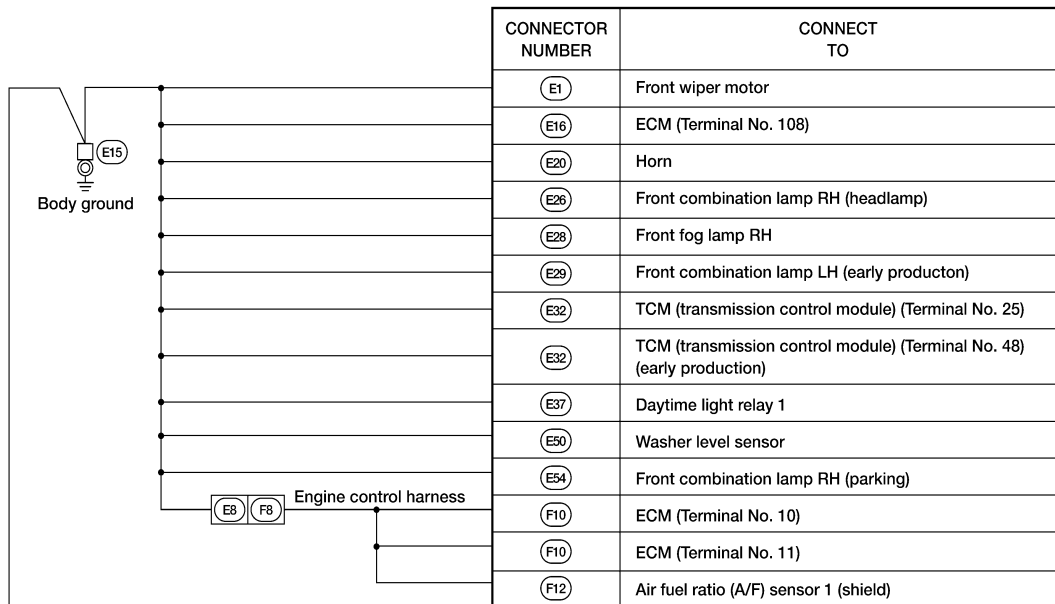 CONNECTOR NUMBER CONNECT TO
E1 Front wiper motor
E16 ECM (Terminal No. 108)
E15
E20 Horn
Body ground
E26 Front combination lamp RH (headlamp)
E28 Front fog lamp RH
E29 Front combination lamp LH (early producton)
E32 TCM (transmission control module) (Terminal No. 25)
E32 TCM (transmission control module) (Terminal No. 48)
(early production)
E37 Daytime light relay 1
E50 Washer level sensor
E54 Front combination lamp RH (parking)
E8 F8 Engine control harness
F10 ECM (Terminal No. 10)
F10 ECM (Terminal No. 11)
F12 Air fuel ratio (A/F) sensor 1 (shield)